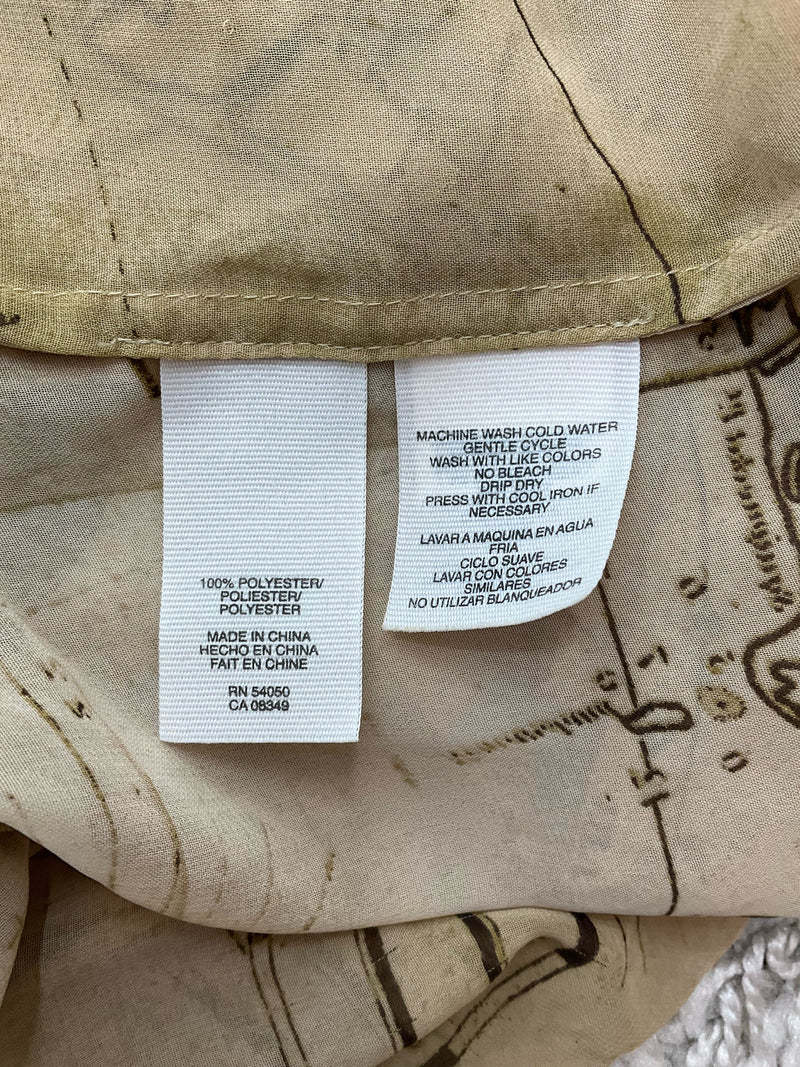 100% POLYESTER/
POLIESTER/
POLYESTER
MADE IN CHINA
HECHO EN CHINA
FAIT EN CHINE
RN 54050
CA 08349
MACHINE WASH COLD WATER
GENTLE CYCLE
WASH WITH LIKE COLORS
NO BLEACH
DRIP DRY
PRESS WITH COOL IRON IF
NECESSARY
LAVAR A MAQUINA EN AGUA
FRIA
CICLO SUAVE
LAVAR CON COLORES
SIMILARES
NO UTILIZAR BLANQUEADOR